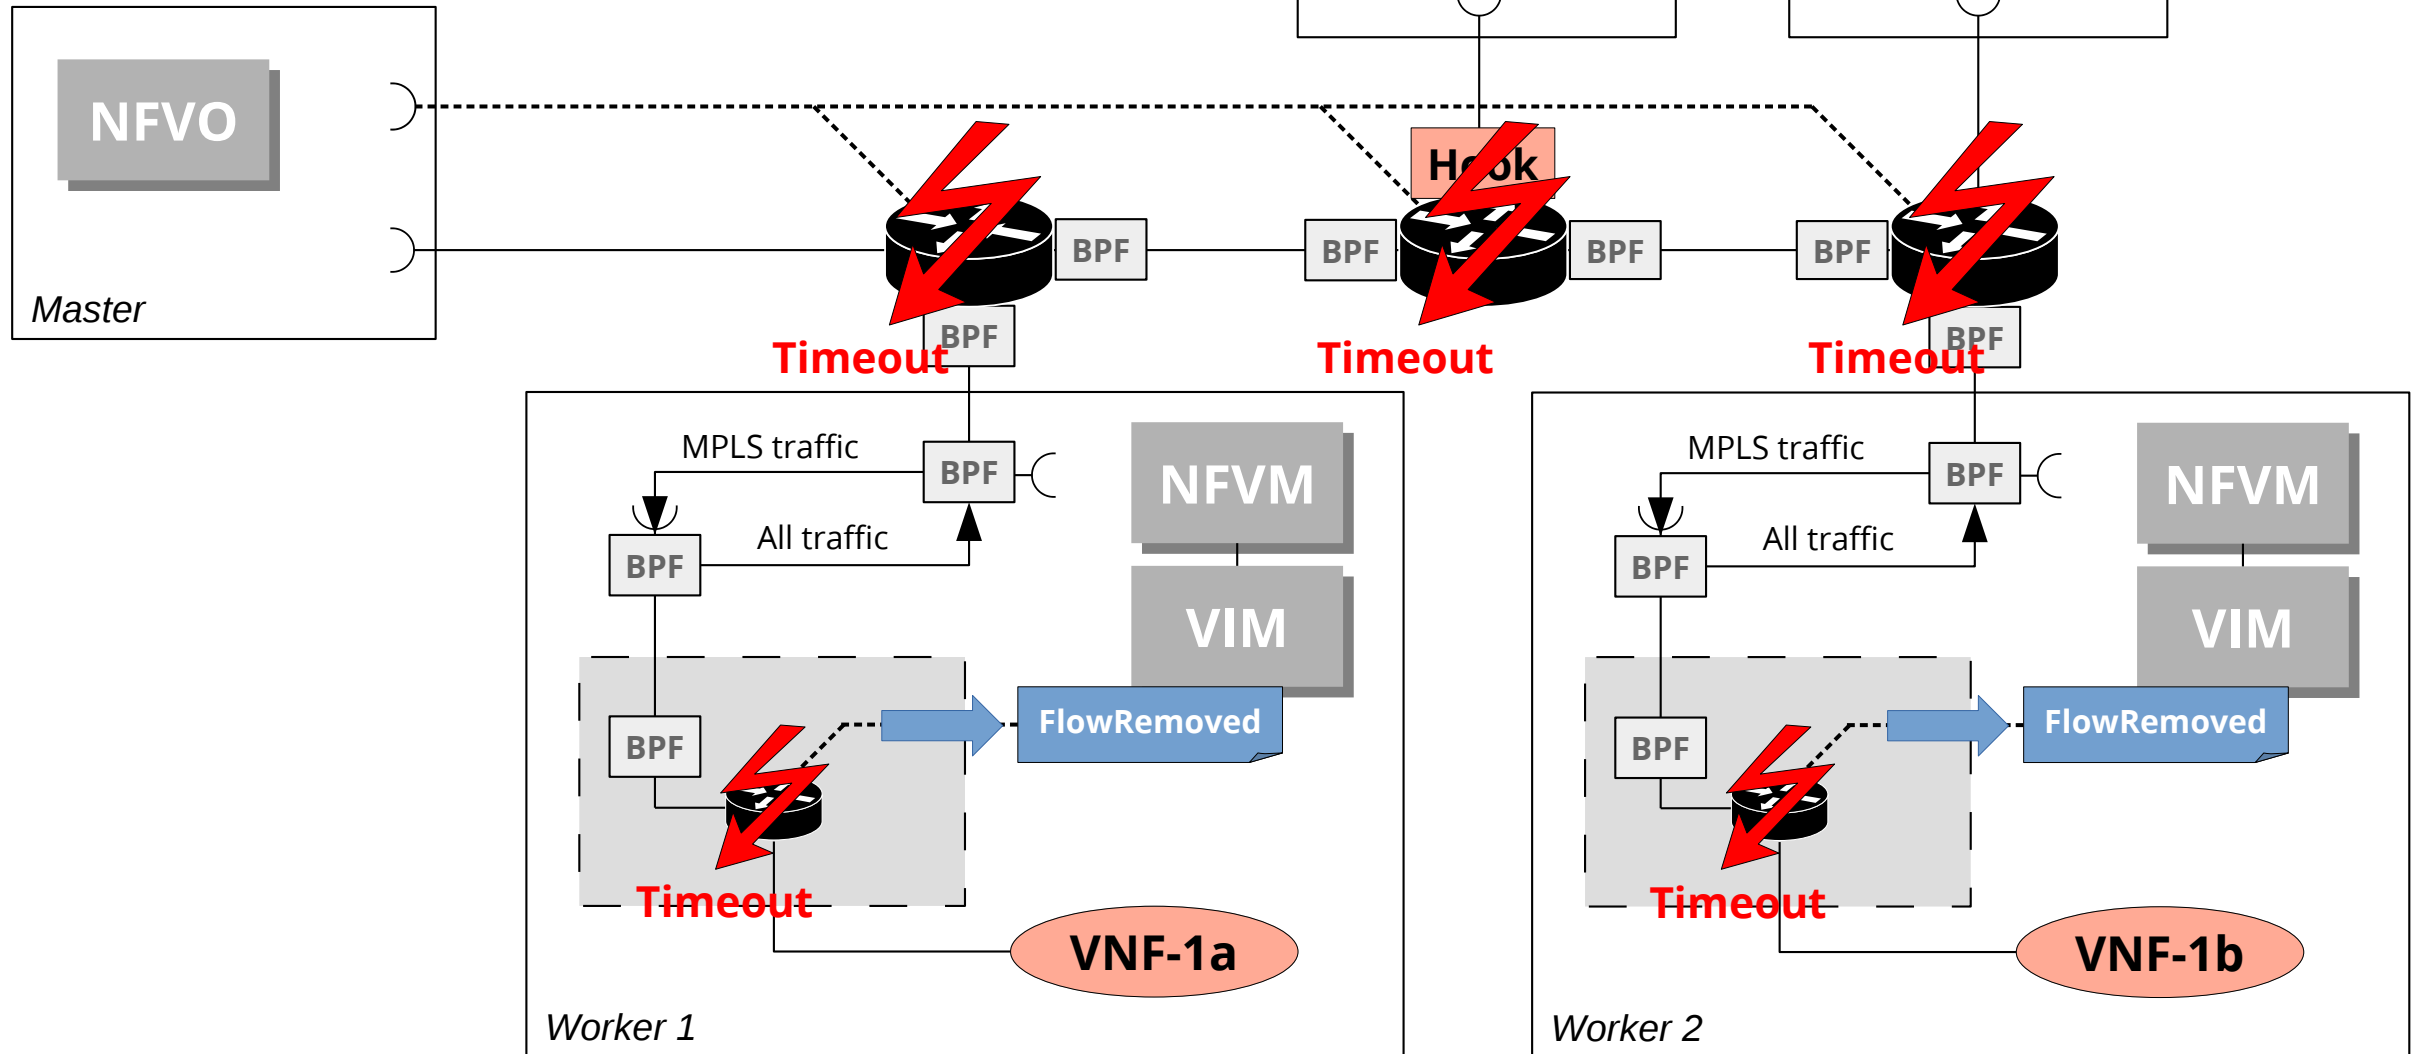 NFVO
Master
Hook
BPF
BPF
BPF
BPF
BPF
BPF
Timeout
Timeout
Timeout
MPLS traffic
BPF
All traffic
BPF
NFVM
VIM
BPF
FlowRemoved
Timeout
VNF-1a
Worker 1
MPLS traffic
BPF
All traffic
BPF
NFVM
VIM
BPF
FlowRemoved
Timeout
VNF-1b
Worker 2